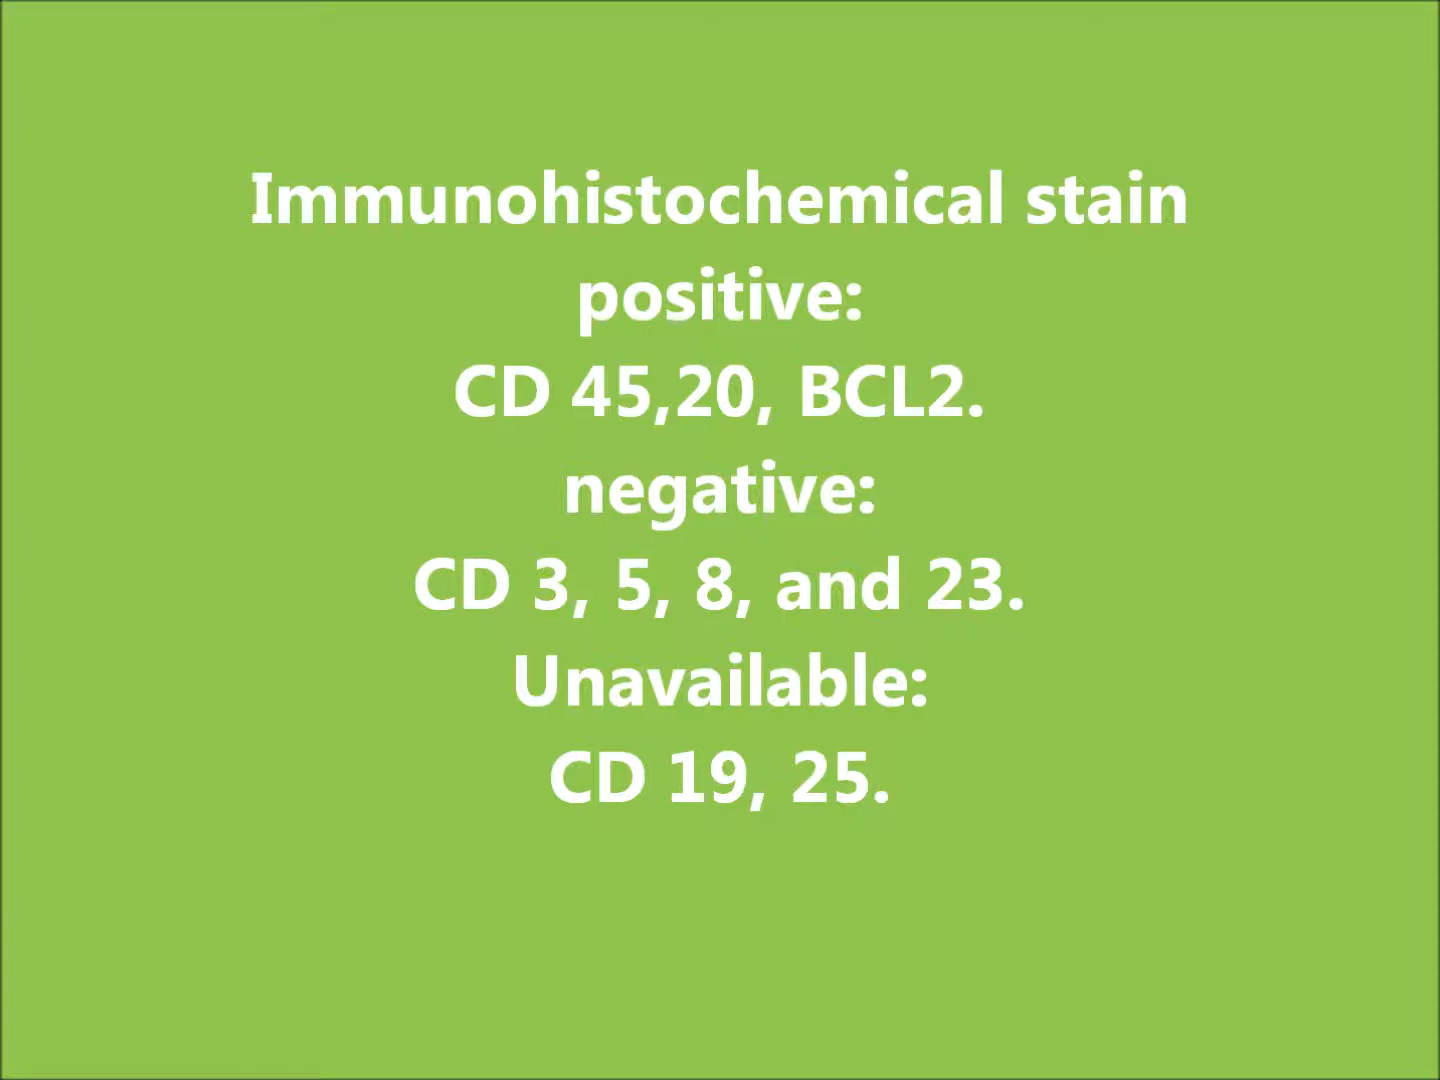 Immunohistochemical stain
positive:
CD 45,20, BCL2.
negative:
CD 3, 5, 8, and 23.
Unavailable:
CD 19, 25.